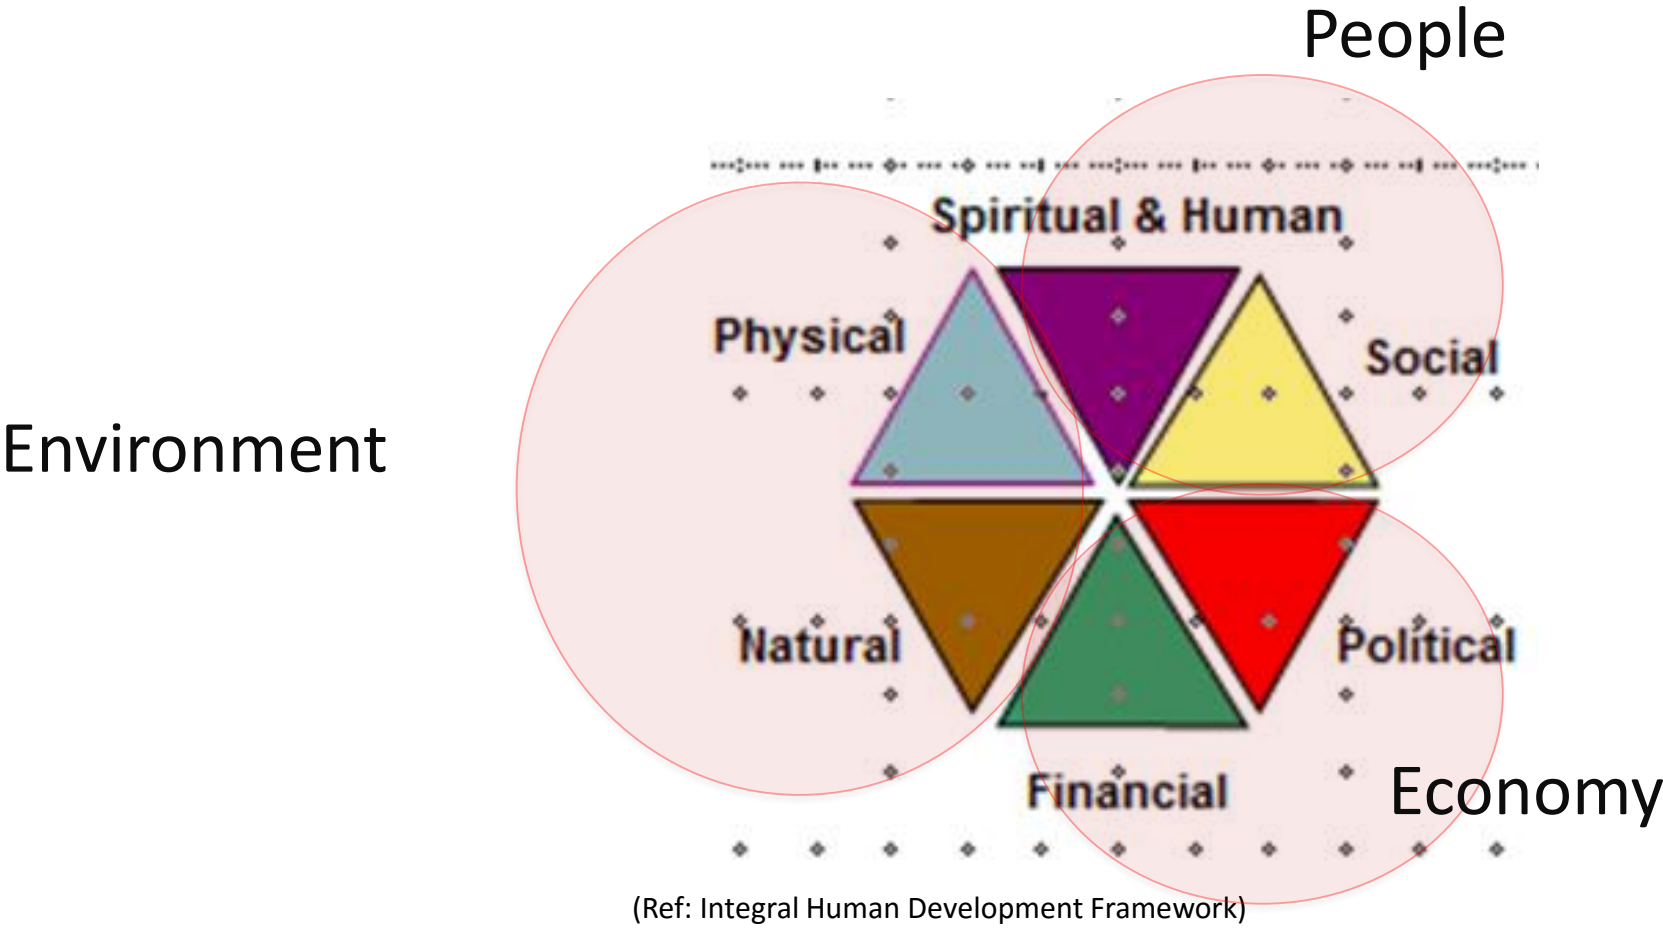 People
Spiritual & Human
Physical
Social
Environment
Natural
Political
Financial
Economy
(Ref: Integral Human Development Framework)